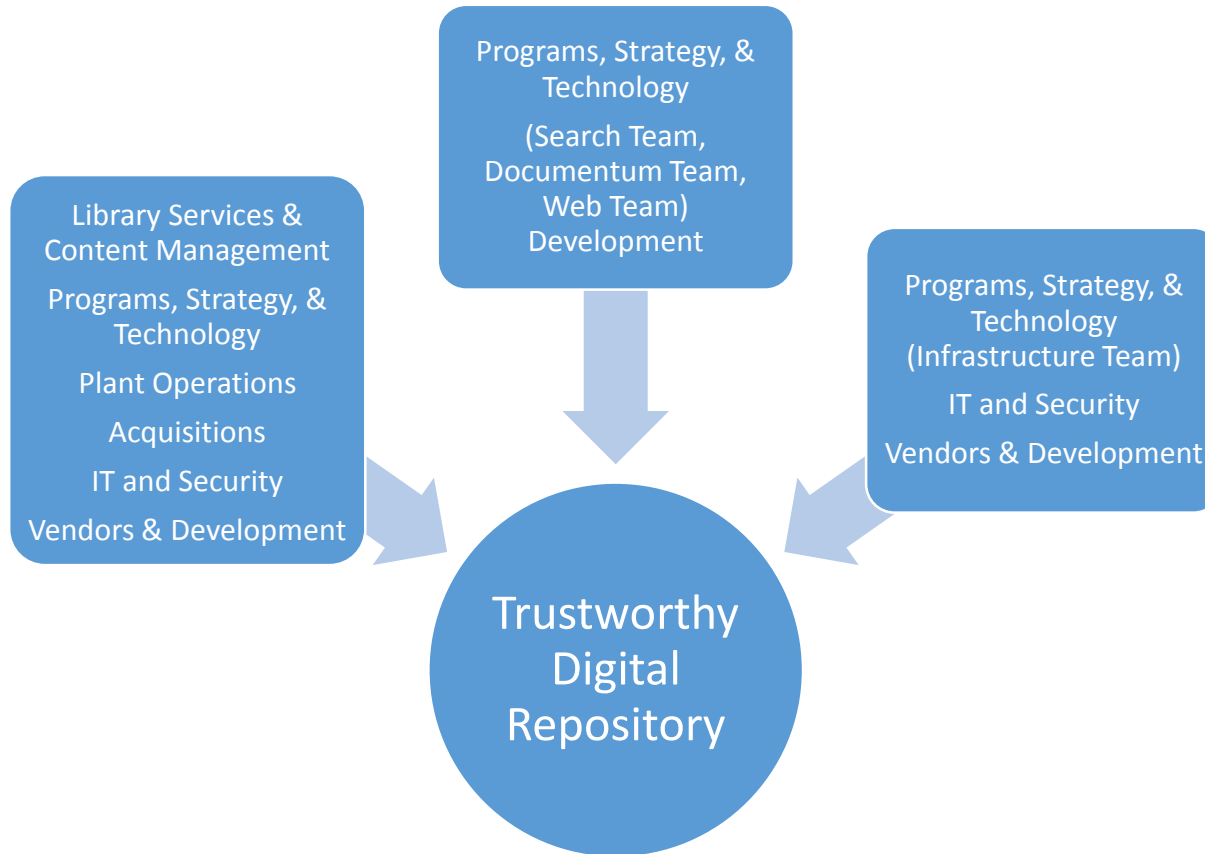 Programs, Strategy, &
Technology
(Search Team,
Documentum Team,
Web Team)
Development
Library Services &
Content Management
Programs, Strategy, &
Technology
Plant Operations
Acquisitions
IT and Security
Vendors & Development
Programs, Strategy, &
Technology
(Infrastructure Team)
IT and Security
Vendors & Development
Trustworthy
Digital
Repository